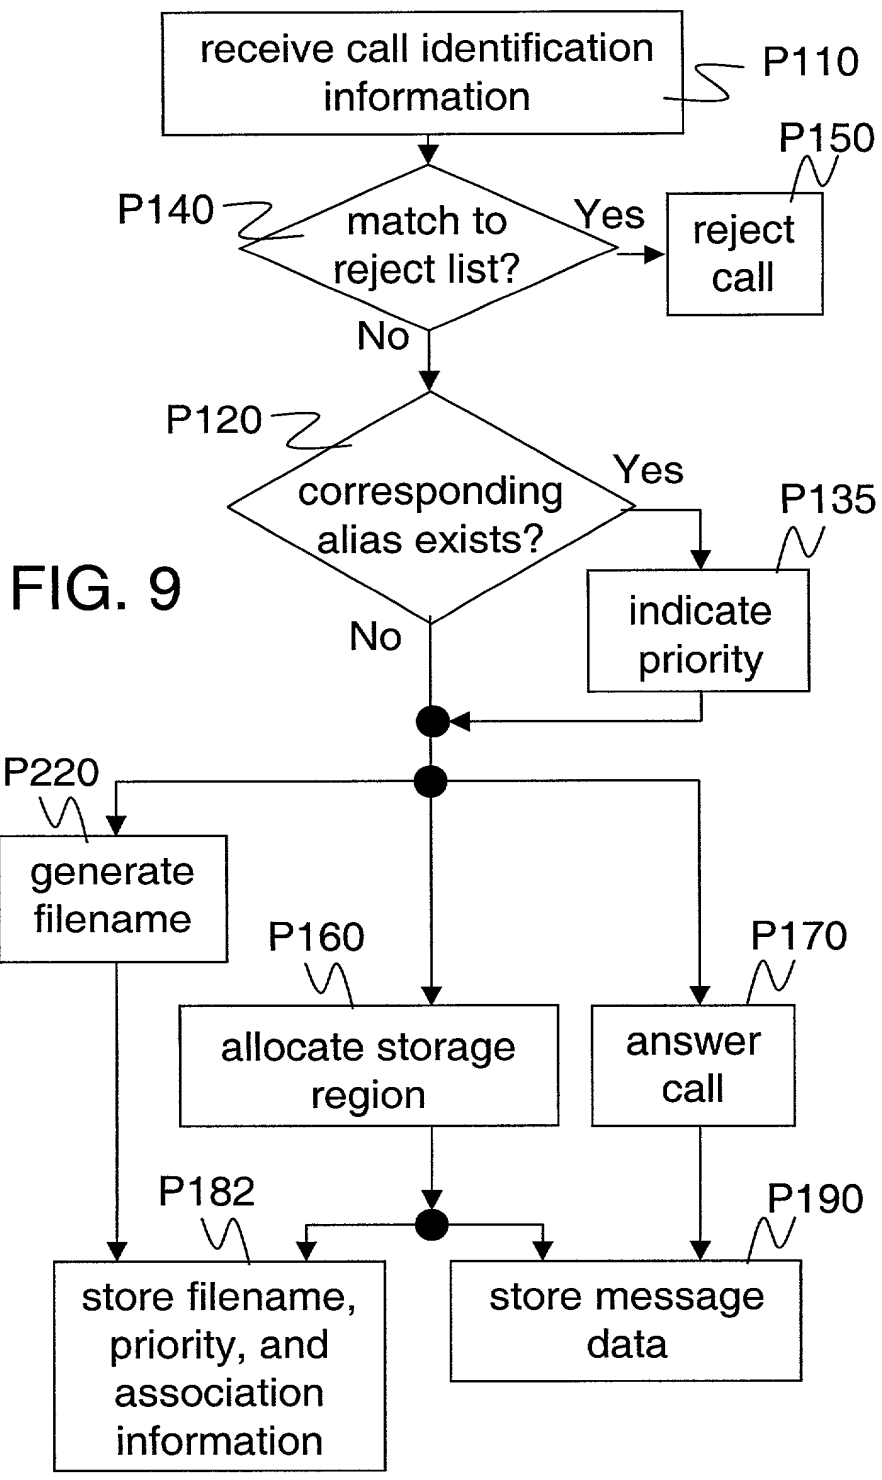 receive call identification
information
P110
P150
P140
match to
reject list?
Yes
reject
call
No
P120
corresponding
alias exists?
Yes
P135
FIG. 9
indicate
priority
No
P220
generate
filename
P160
P170
allocate storage
region
answer
call
P182
P190
store filename,
priority, and
association
information
store message
data